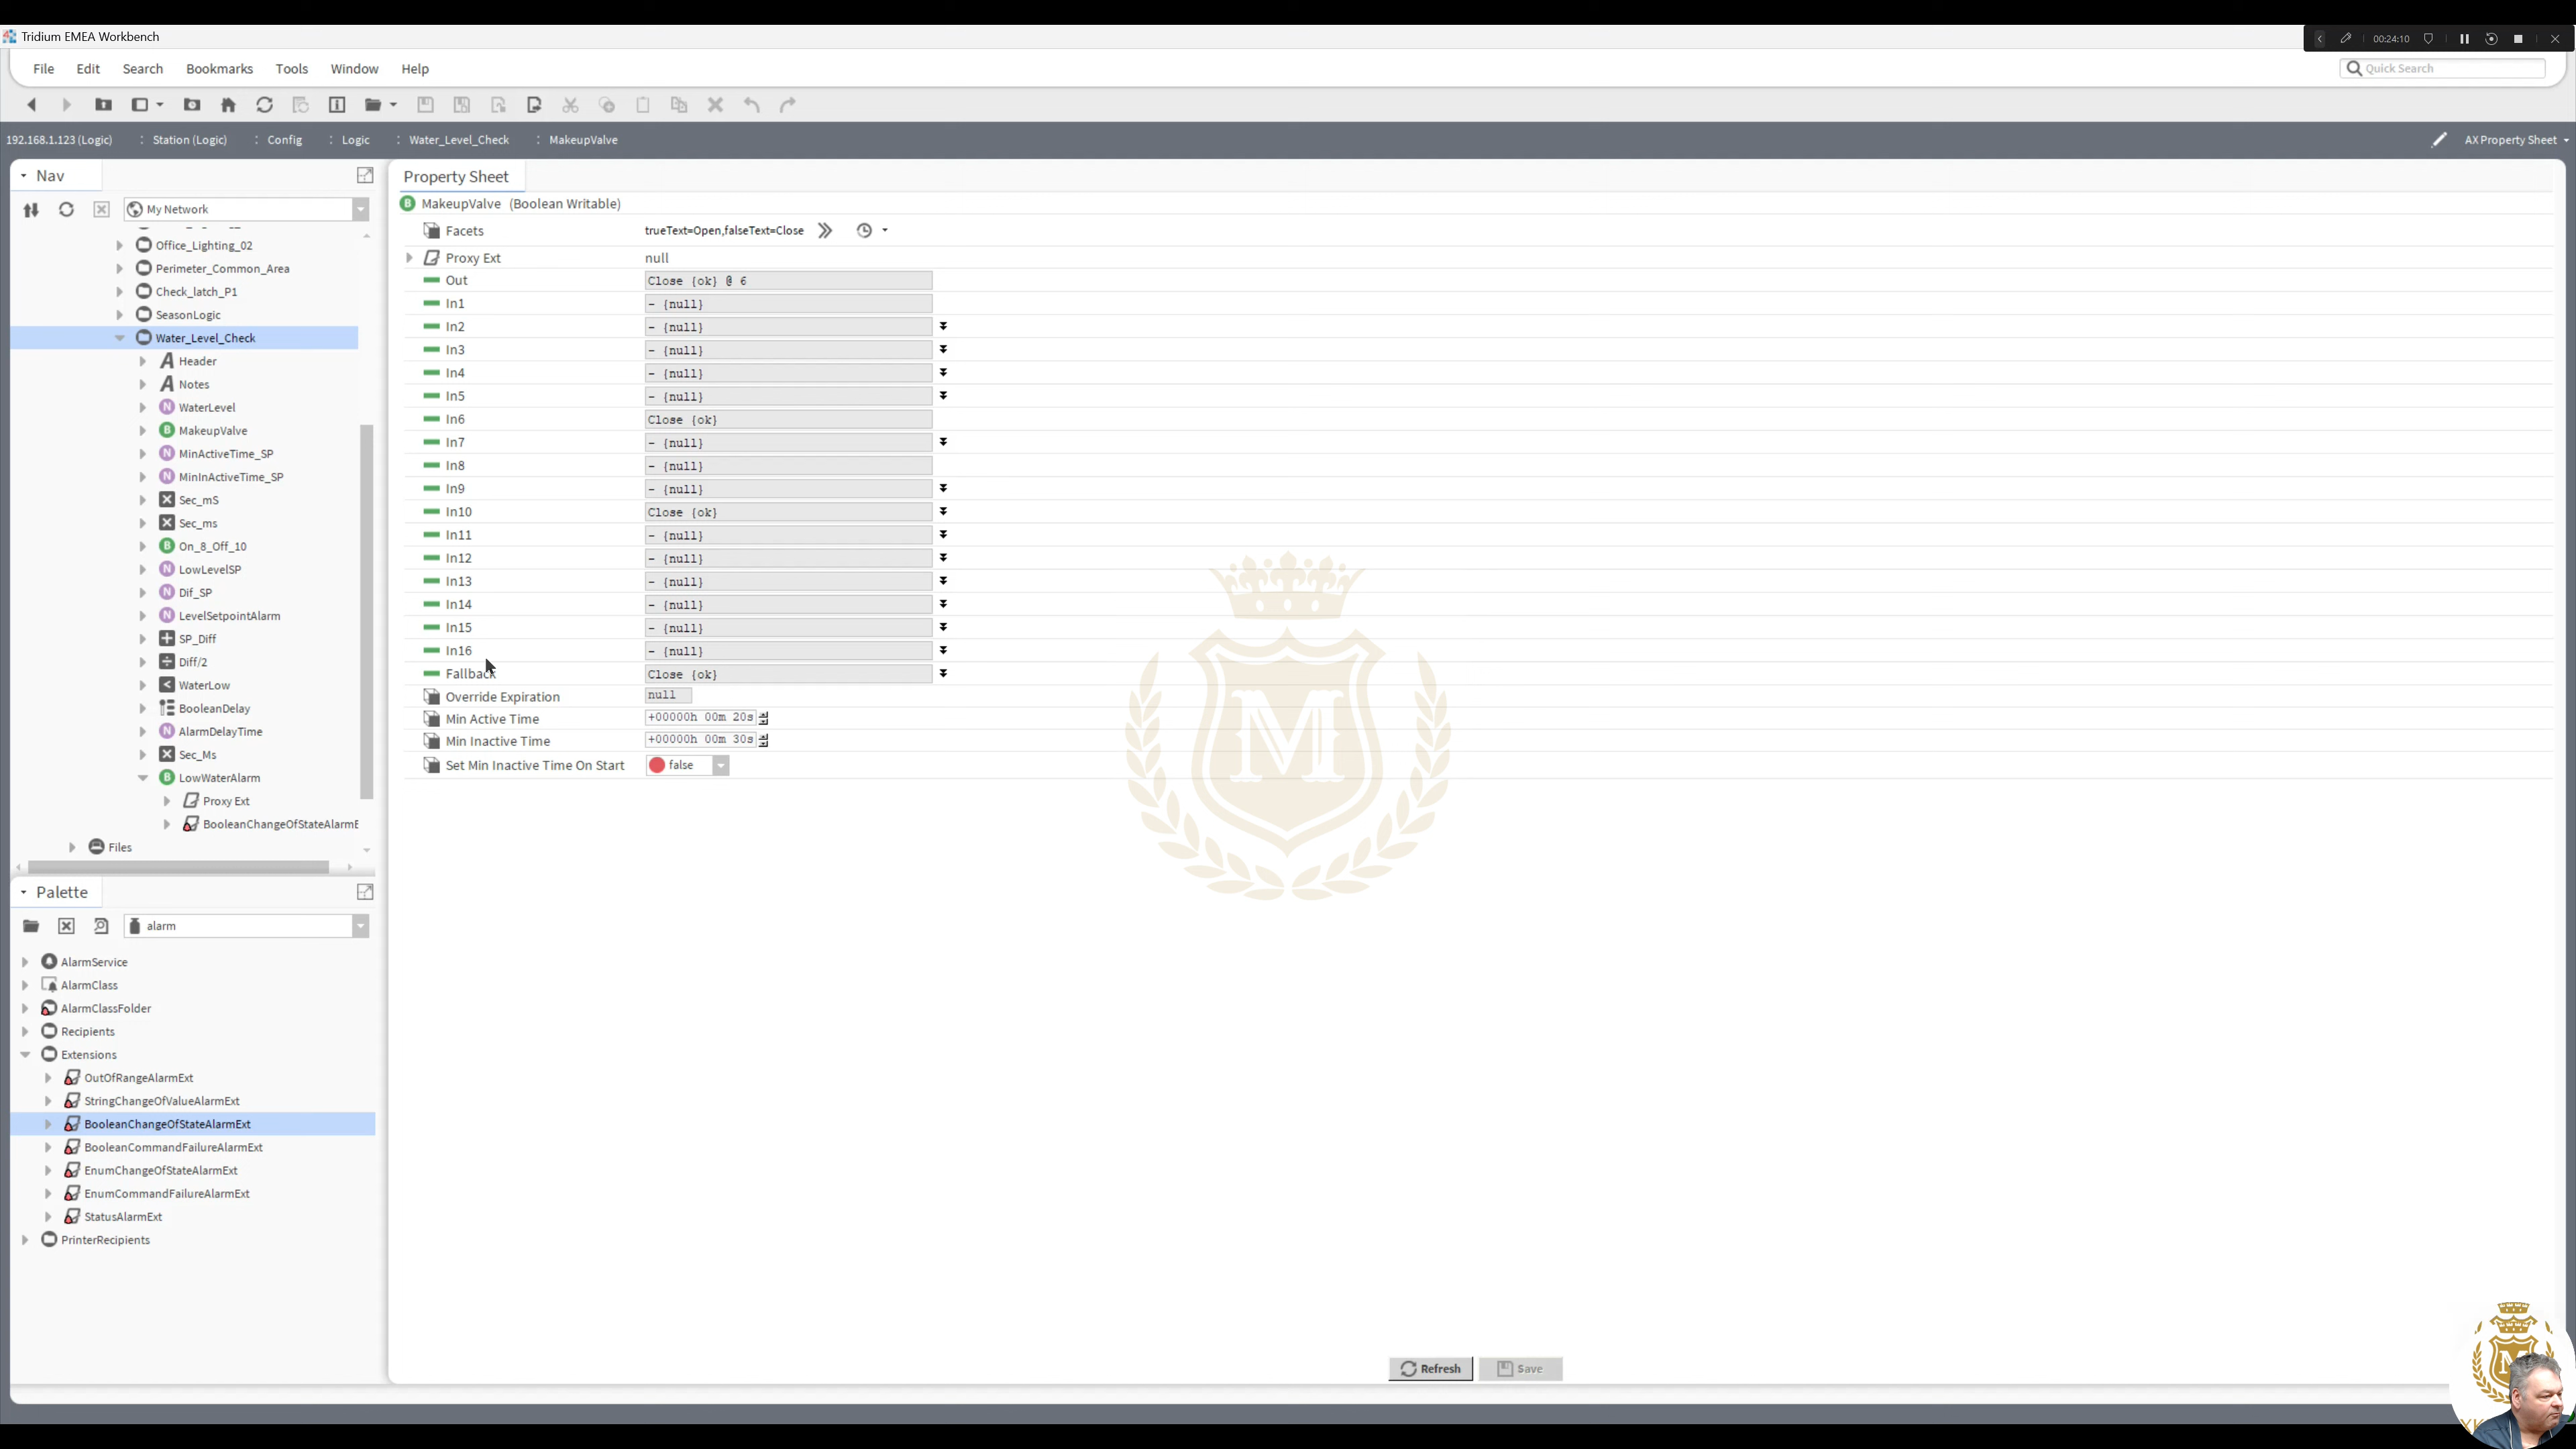 Tridium EMEA Workbench
00:24:10
File Edit Search Bookmarks Tools Window Help
Quick Search
192.168.1.123 (Logic) : Station (Logic) : Config : Logic : Water_Level_Check : MakeupValve
AX Property Sheet
Nav
My Network
Office_Lighting_02
Perimeter_Common_Area
Check_latch_P1
SeasonLogic
Water_Level_Check
Header
Notes
WaterLevel
MakeupValve
MinActiveTime_SP
MinInActiveTime_SP
Sec_mS
Sec_ms
On_8_Off_10
LowLevelSP
Dif_SP
LevelSetpointAlarm
SP_Diff
Diff/2
WaterLow
BooleanDelay
AlarmDelayTime
Sec_Ms
LowWaterAlarm
Proxy Ext
BooleanChangeOfStateAlarmE
Files
Palette
alarm
AlarmService
AlarmClass
AlarmClassFolder
Recipients
Extensions
OutOfRangeAlarmExt
StringChangeOfValueAlarmExt
BooleanChangeOfStateAlarmExt
BooleanCommandFailureAlarmExt
EnumChangeOfStateAlarmExt
EnumCommandFailureAlarmExt
StatusAlarmExt
PrinterRecipients
Property Sheet
MakeupValve (Boolean Writable)
Facets trueText=Open,falseText=Close
Proxy Ext null
Out Close {ok} @ 6
In1 - {null}
In2 - {null}
In3 - {null}
In4 - {null}
In5 - {null}
In6 Close {ok}
In7 - {null}
In8 - {null}
In9 - {null}
In10 Close {ok}
In11 - {null}
In12 - {null}
In13 - {null}
In14 - {null}
In15 - {null}
In16 - {null}
Fallback Close {ok}
Override Expiration null
Min Active Time +00000h 00m 20s
Min Inactive Time +00000h 00m 30s
Set Min Inactive Time On Start false
M
Refresh Save